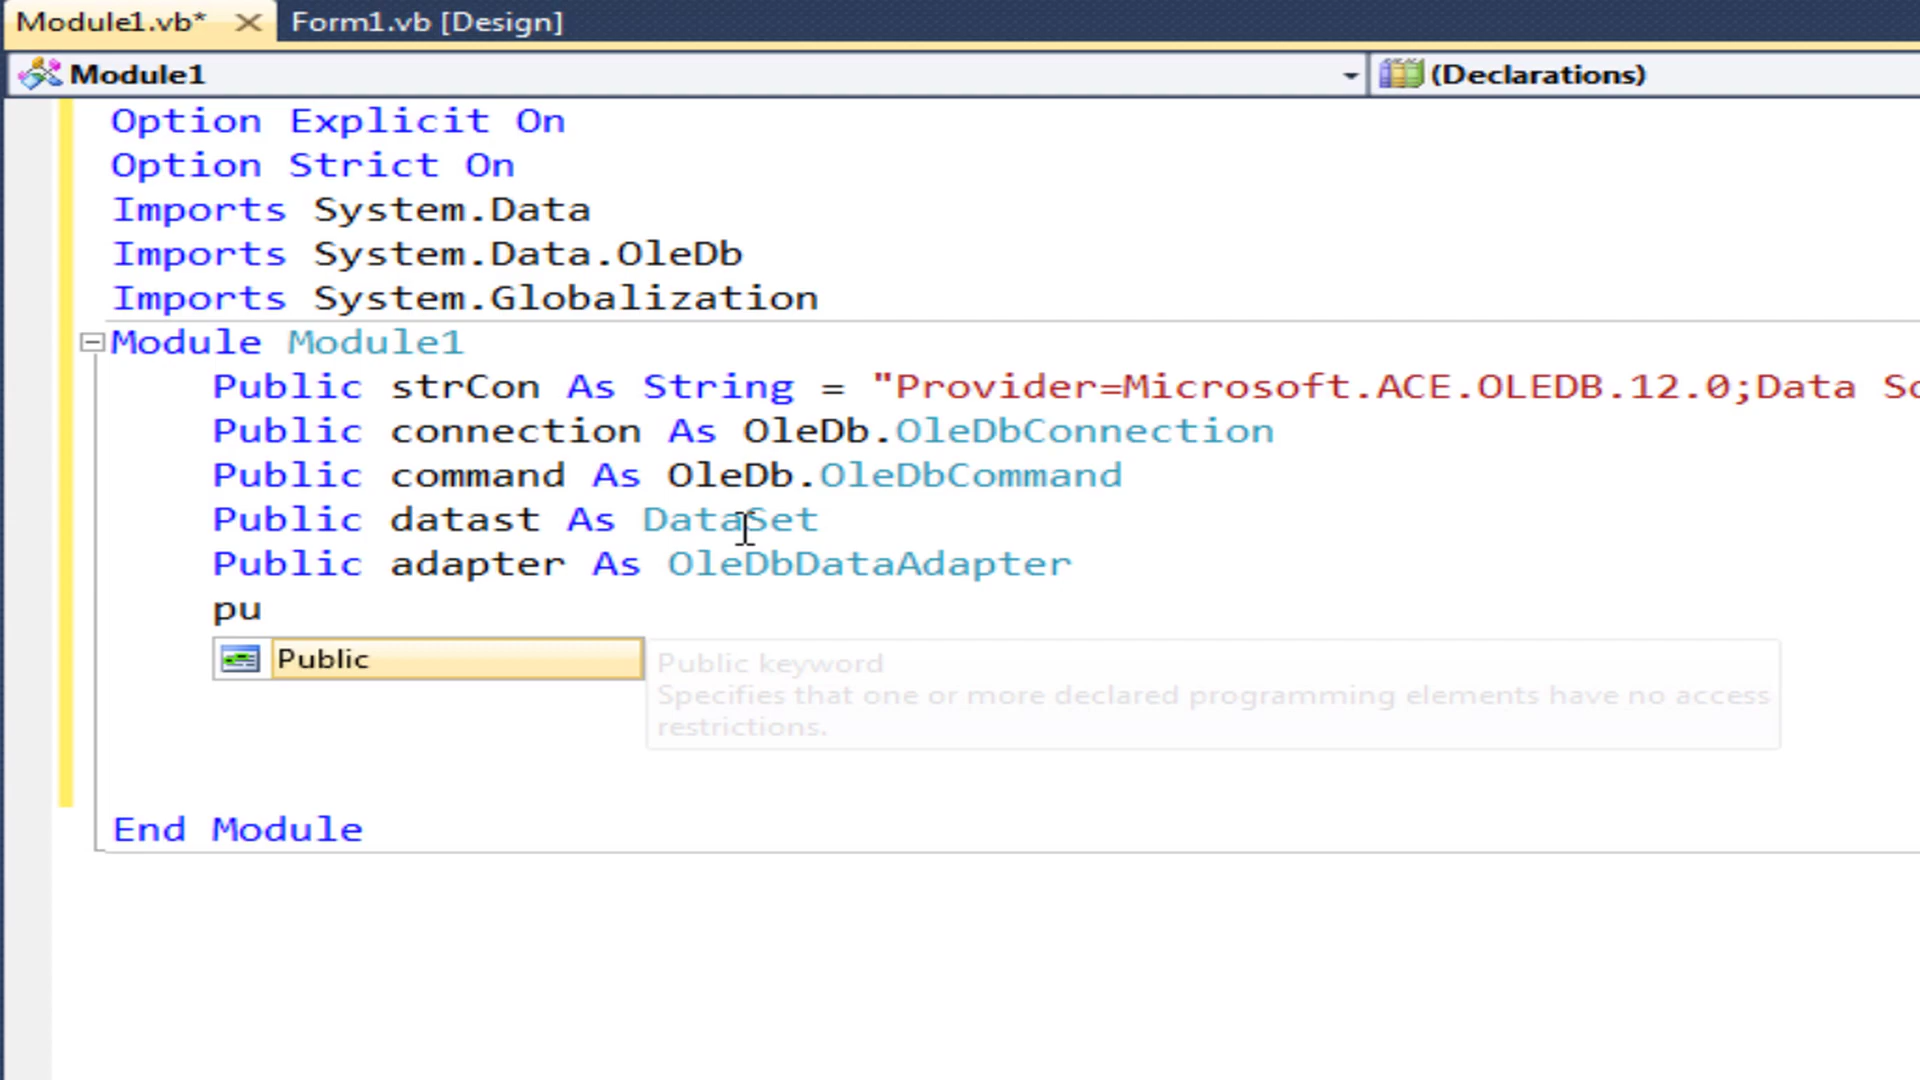 Module1.vb* Form1.vb [Design]
Module1 (Declarations)
Option Explicit On
Option Strict On
Imports System.Data
Imports System.Data.OleDb
Imports System.Globalization
Module Module1
Public strCon As String = "Provider=Microsoft.ACE.OLEDB.12.0;Data
Public connection As OleDb.OleDbConnection
Public command As OleDb.OleDbCommand
Public datast As DataSet
Public adapter As OleDbDataAdapter
pu
Public
Public keyword
Specifies that one or more declared programming elements have no access
restrictions.
End Module